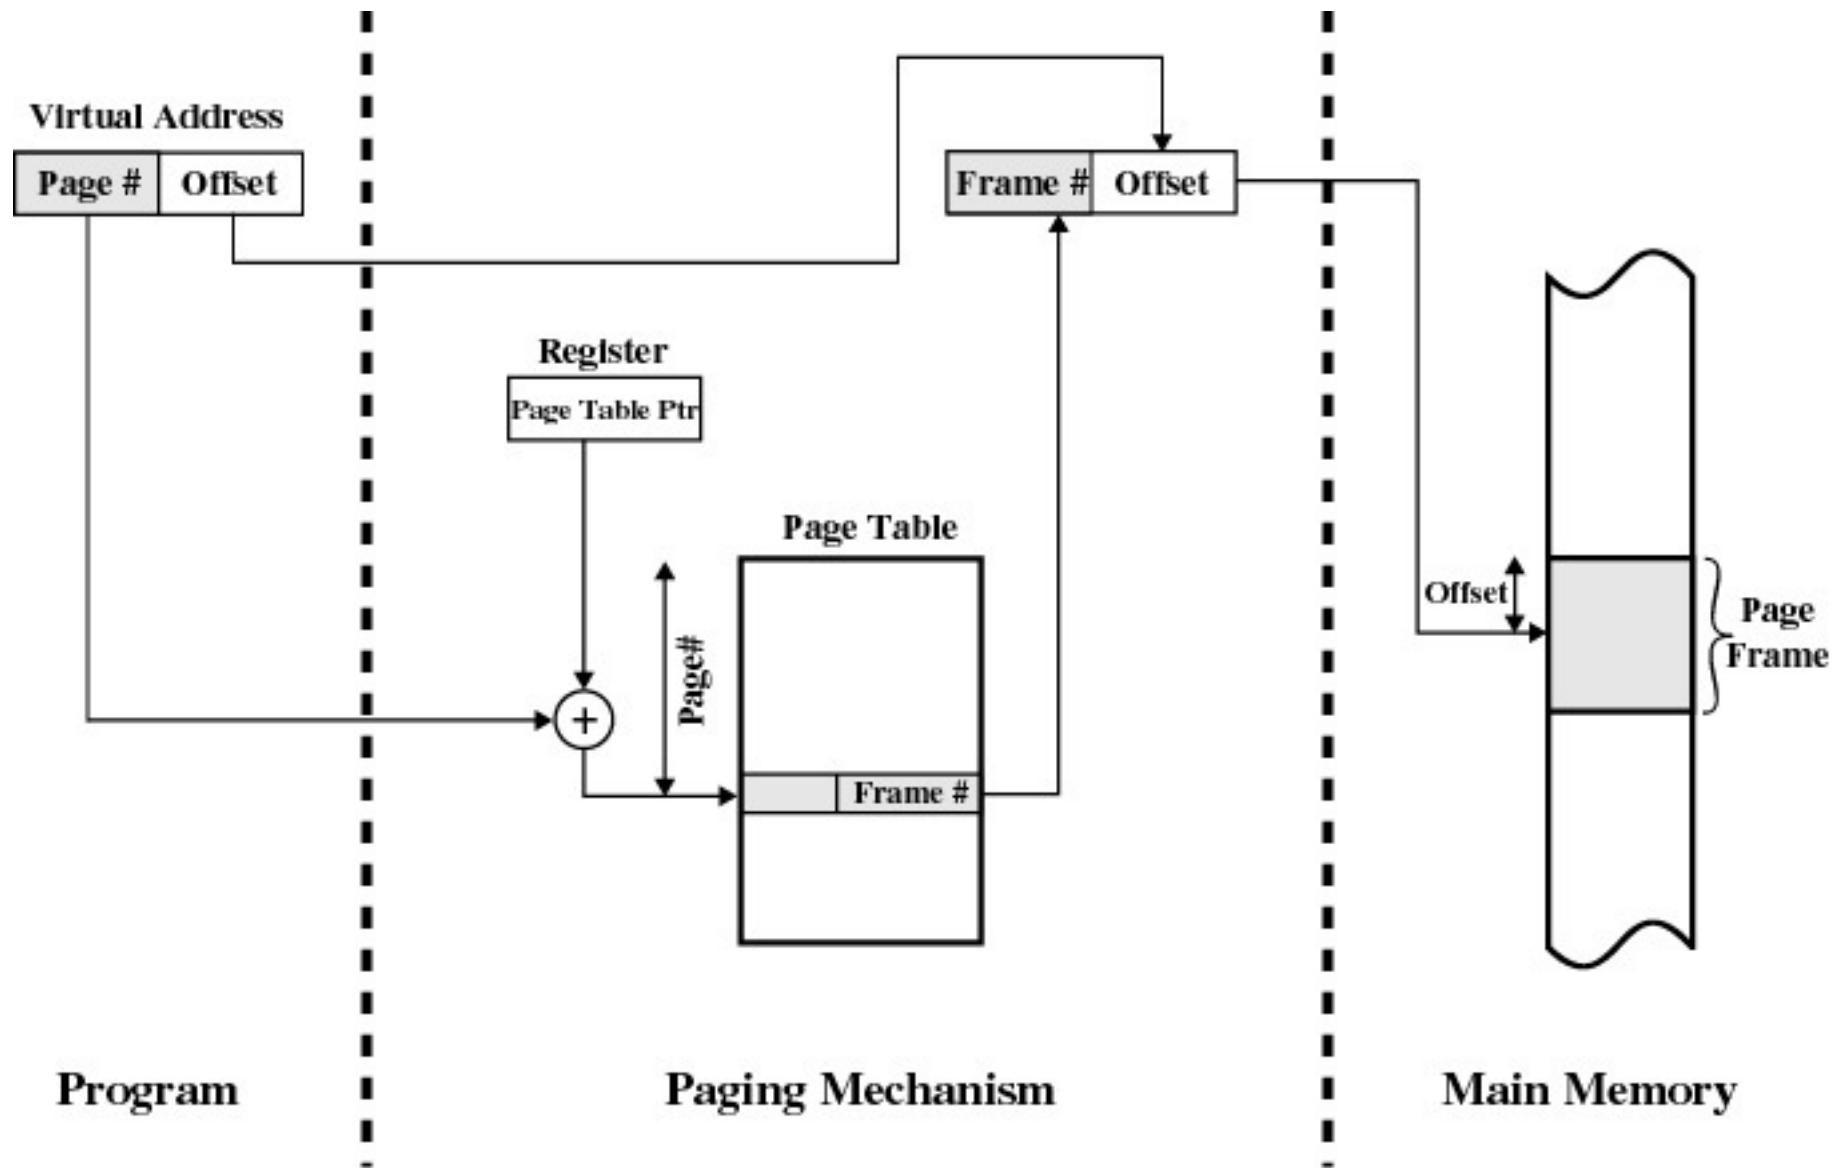 Virtual Address
Page # Offset
Frame # Offset
Register
Page Table Ptr
Page Table
Page#
Frame #
+
Offset
Page
Frame
Program
Paging Mechanism
Main Memory